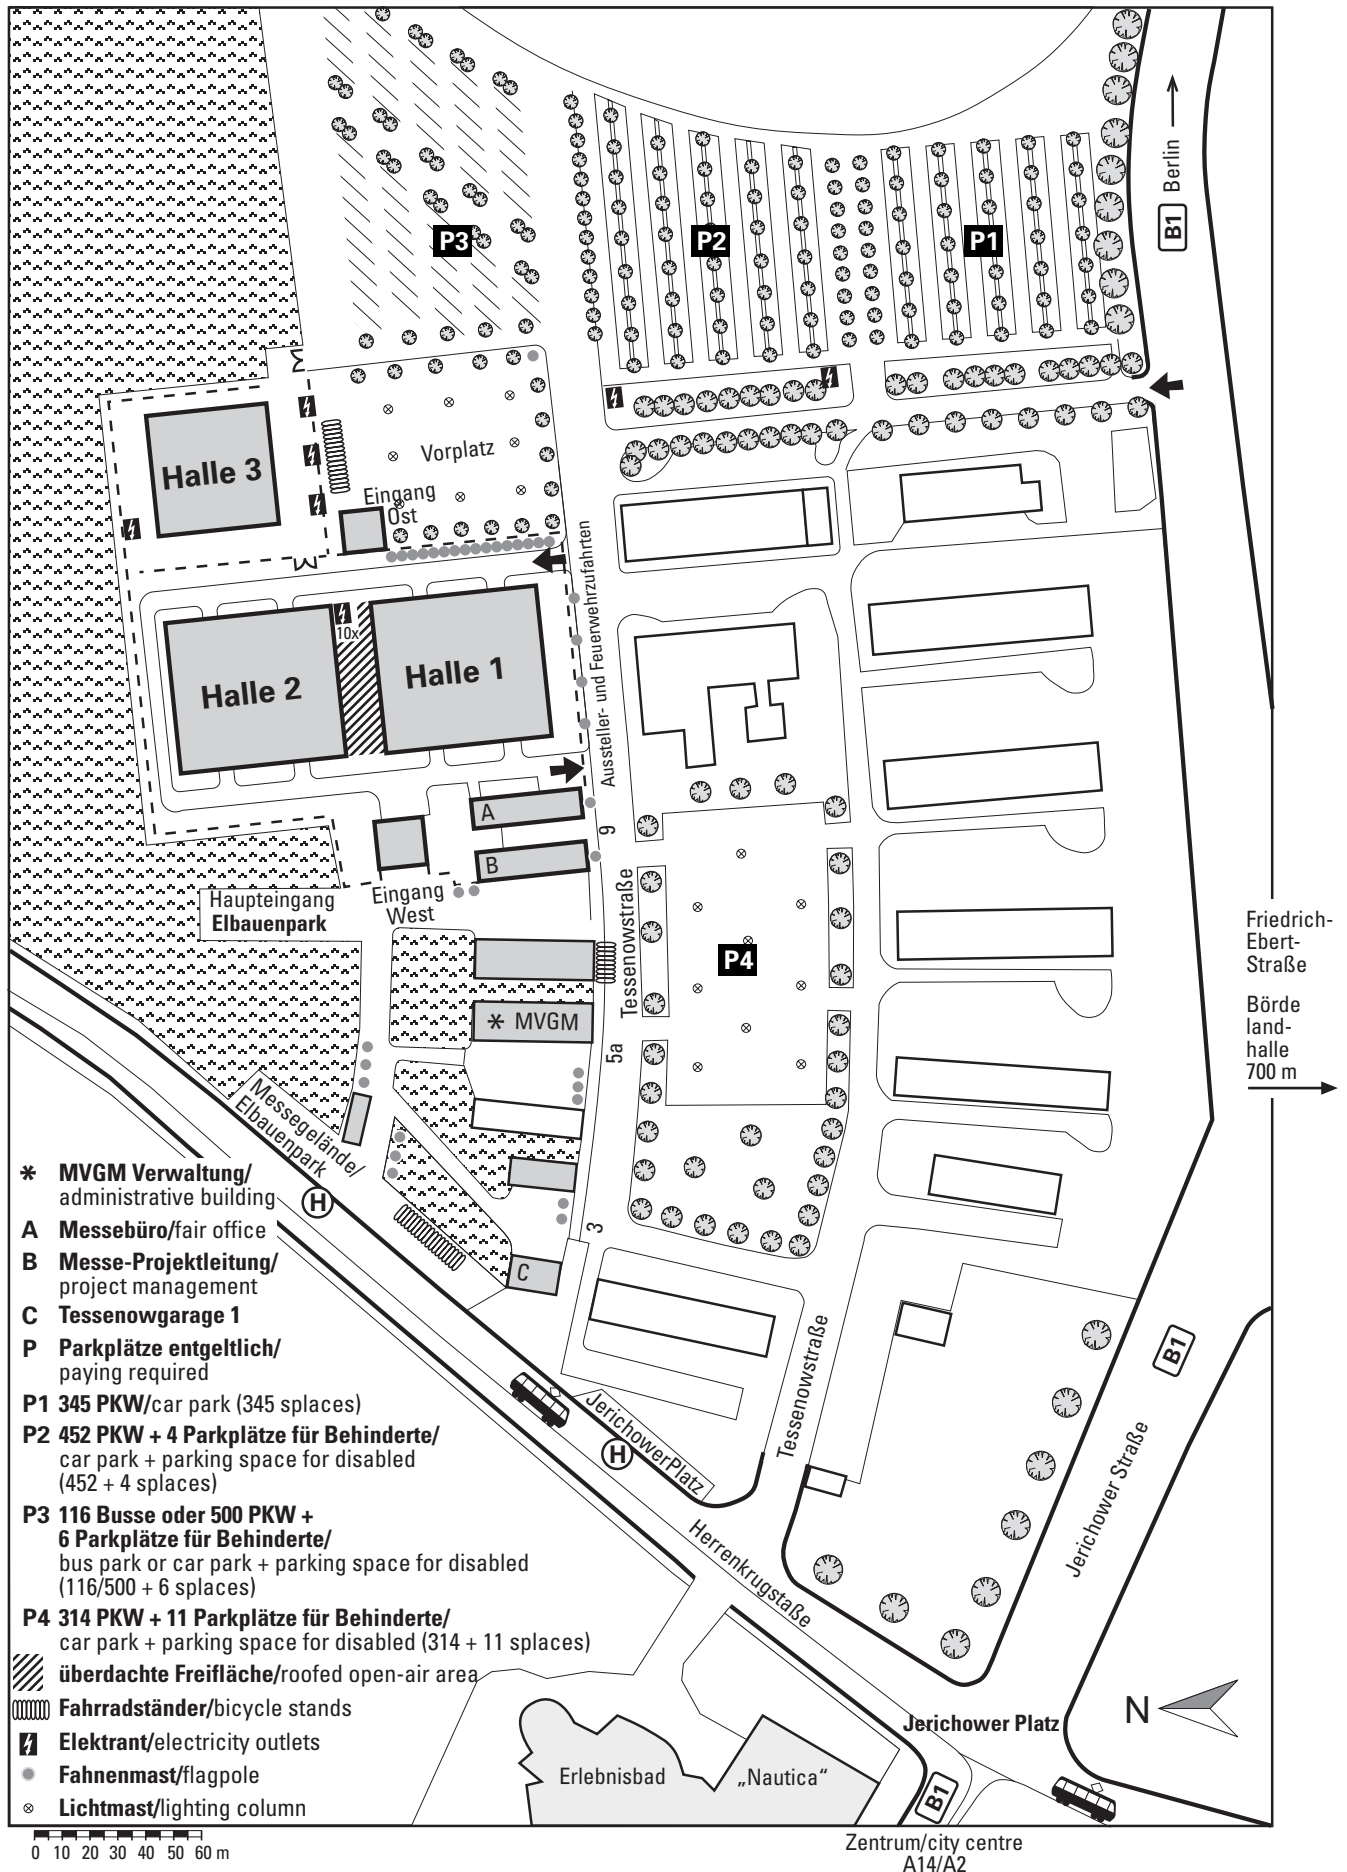 B1
Berlin
P3
P2
P1
Halle 3
Vorplatz
Eingang
Ost
10x
Halle 2
Halle 1
Aussteller- und Feuerwehrzufahrten
A
B
9
Eingang
West
Haupteingang
Elbauenpark
Tessenowstraße
P4
Friedrich-
Ebert-
Straße
Börde
land-
halle
700 m
* MVGM
5a
Messegelände/
Elbauenpark
H
3
C
Tessenowstraße
JerichowerPlatz
H
B1
Jerichower Straße
Herrenkrugstaße
* MVGM Verwaltung/
administrative building
A Messebüro/fair office
B Messe-Projektleitung/
project management
C Tessenowgarage 1
P Parkplätze entgeltlich/
paying required
P1 345 PKW/car park (345 splaces)
P2 452 PKW + 4 Parkplätze für Behinderte/
car park + parking space for disabled
(452 + 4 splaces)
P3 116 Busse oder 500 PKW +
6 Parkplätze für Behinderte/
bus park or car park + parking space for disabled
(116/500 + 6 splaces)
P4 314 PKW + 11 Parkplätze für Behinderte/
car park + parking space for disabled (314 + 11 splaces)
überdachte Freifläche/roofed open-air area
Fahrradständer/bicycle stands
Elektrant/electricity outlets
Fahnenmast/flagpole
Lichtmast/lighting column
0 10 20 30 40 50 60 m
Erlebnisbad „Nautica“
Jerichower Platz
N
B1
Zentrum/city centre
A14/A2